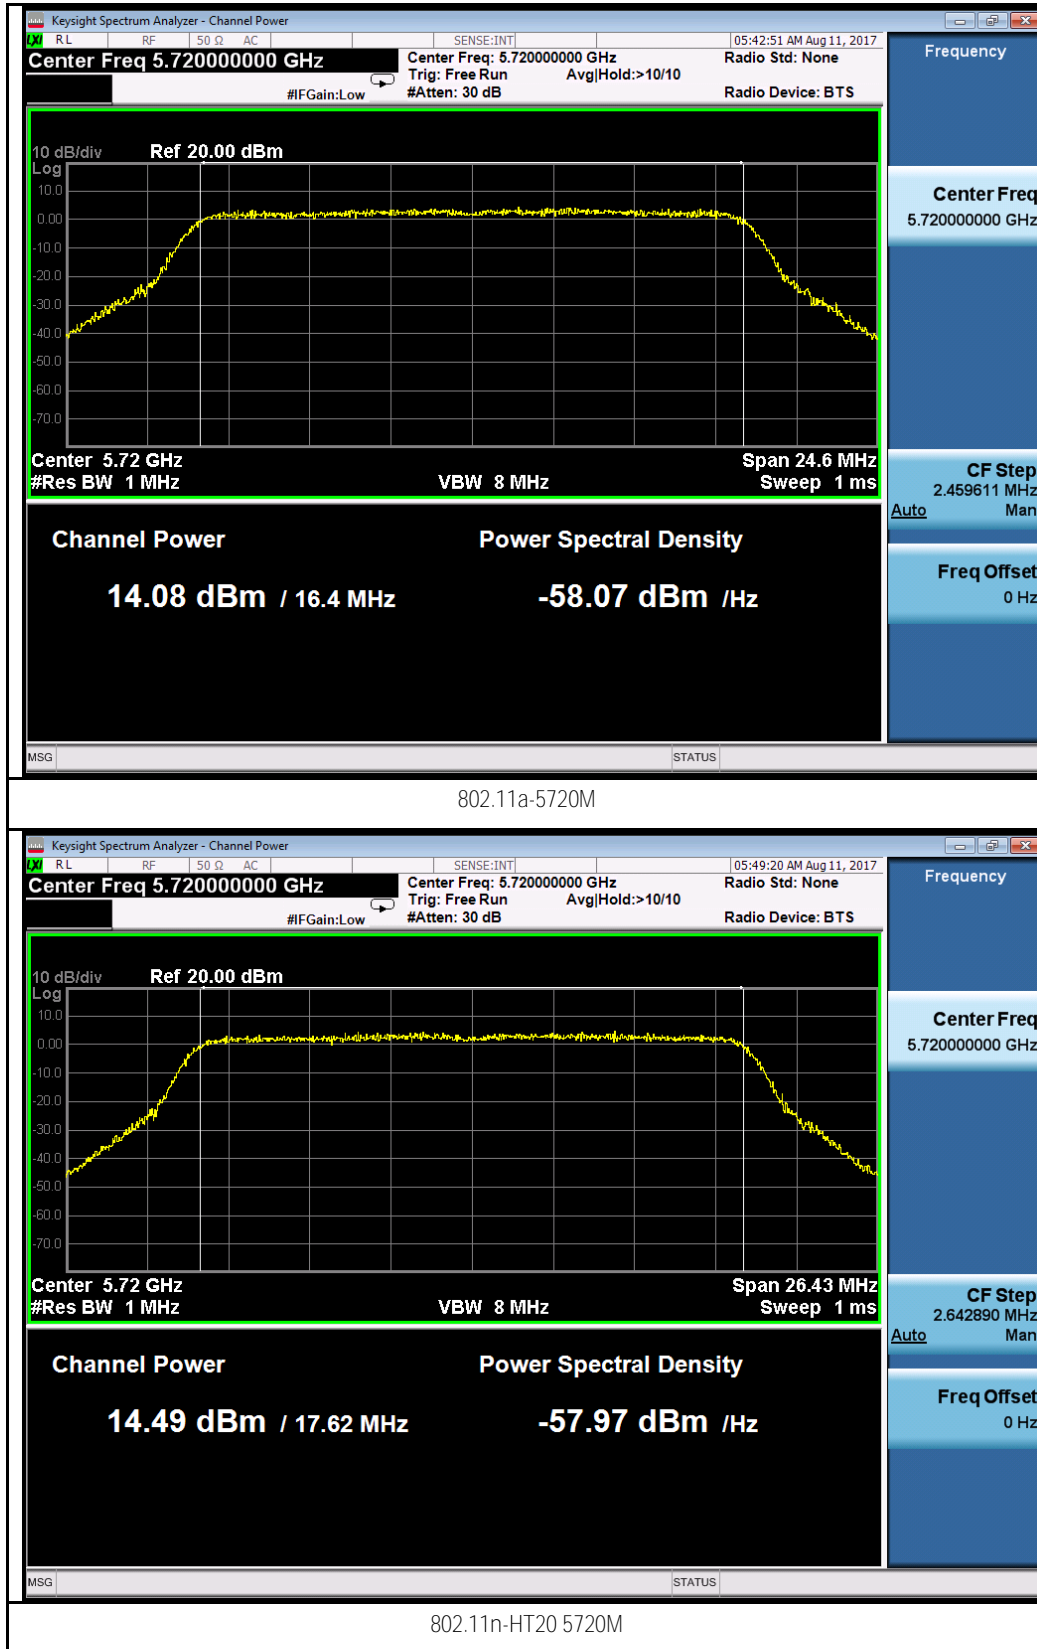 Keysight Spectrum Analyzer - Channel Power
LXI RL RF 50 Ω AC SENSE:INT 05:42:51 AM Aug 11, 2017
Center Freq 5.720000000 GHz
#IFGain:Low
Center Freq: 5.720000000 GHz
Trig: Free Run Avg|Hold:>10/10
#Atten: 30 dB
Radio Std: None
Radio Device: BTS
Frequency
10 dB/div Ref 20.00 dBm
Log
10.0
0.00
-10.0
-20.0
-30.0
-40.0
-50.0
-60.0
-70.0
Center 5.72 GHz Span 24.6 MHz
#Res BW 1 MHz VBW 8 MHz Sweep 1 ms
Center Freq
5.720000000 GHz
CF Step
2.459611 MHz
Auto Man
Freq Offset
0 Hz
Channel Power Power Spectral Density
14.08 dBm / 16.4 MHz -58.07 dBm /Hz
MSG STATUS
802.11a-5720M
Keysight Spectrum Analyzer - Channel Power
LXI RL RF 50 Ω AC SENSE:INT 05:49:20 AM Aug 11, 2017
Center Freq 5.720000000 GHz
#IFGain:Low
Center Freq: 5.720000000 GHz
Trig: Free Run Avg|Hold:>10/10
#Atten: 30 dB
Radio Std: None
Radio Device: BTS
Frequency
10 dB/div Ref 20.00 dBm
Log
10.0
0.00
-10.0
-20.0
-30.0
-40.0
-50.0
-60.0
-70.0
Center 5.72 GHz Span 26.43 MHz
#Res BW 1 MHz VBW 8 MHz Sweep 1 ms
Center Freq
5.720000000 GHz
CF Step
2.642890 MHz
Auto Man
Freq Offset
0 Hz
Channel Power Power Spectral Density
14.49 dBm / 17.62 MHz -57.97 dBm /Hz
MSG STATUS
802.11n-HT20 5720M